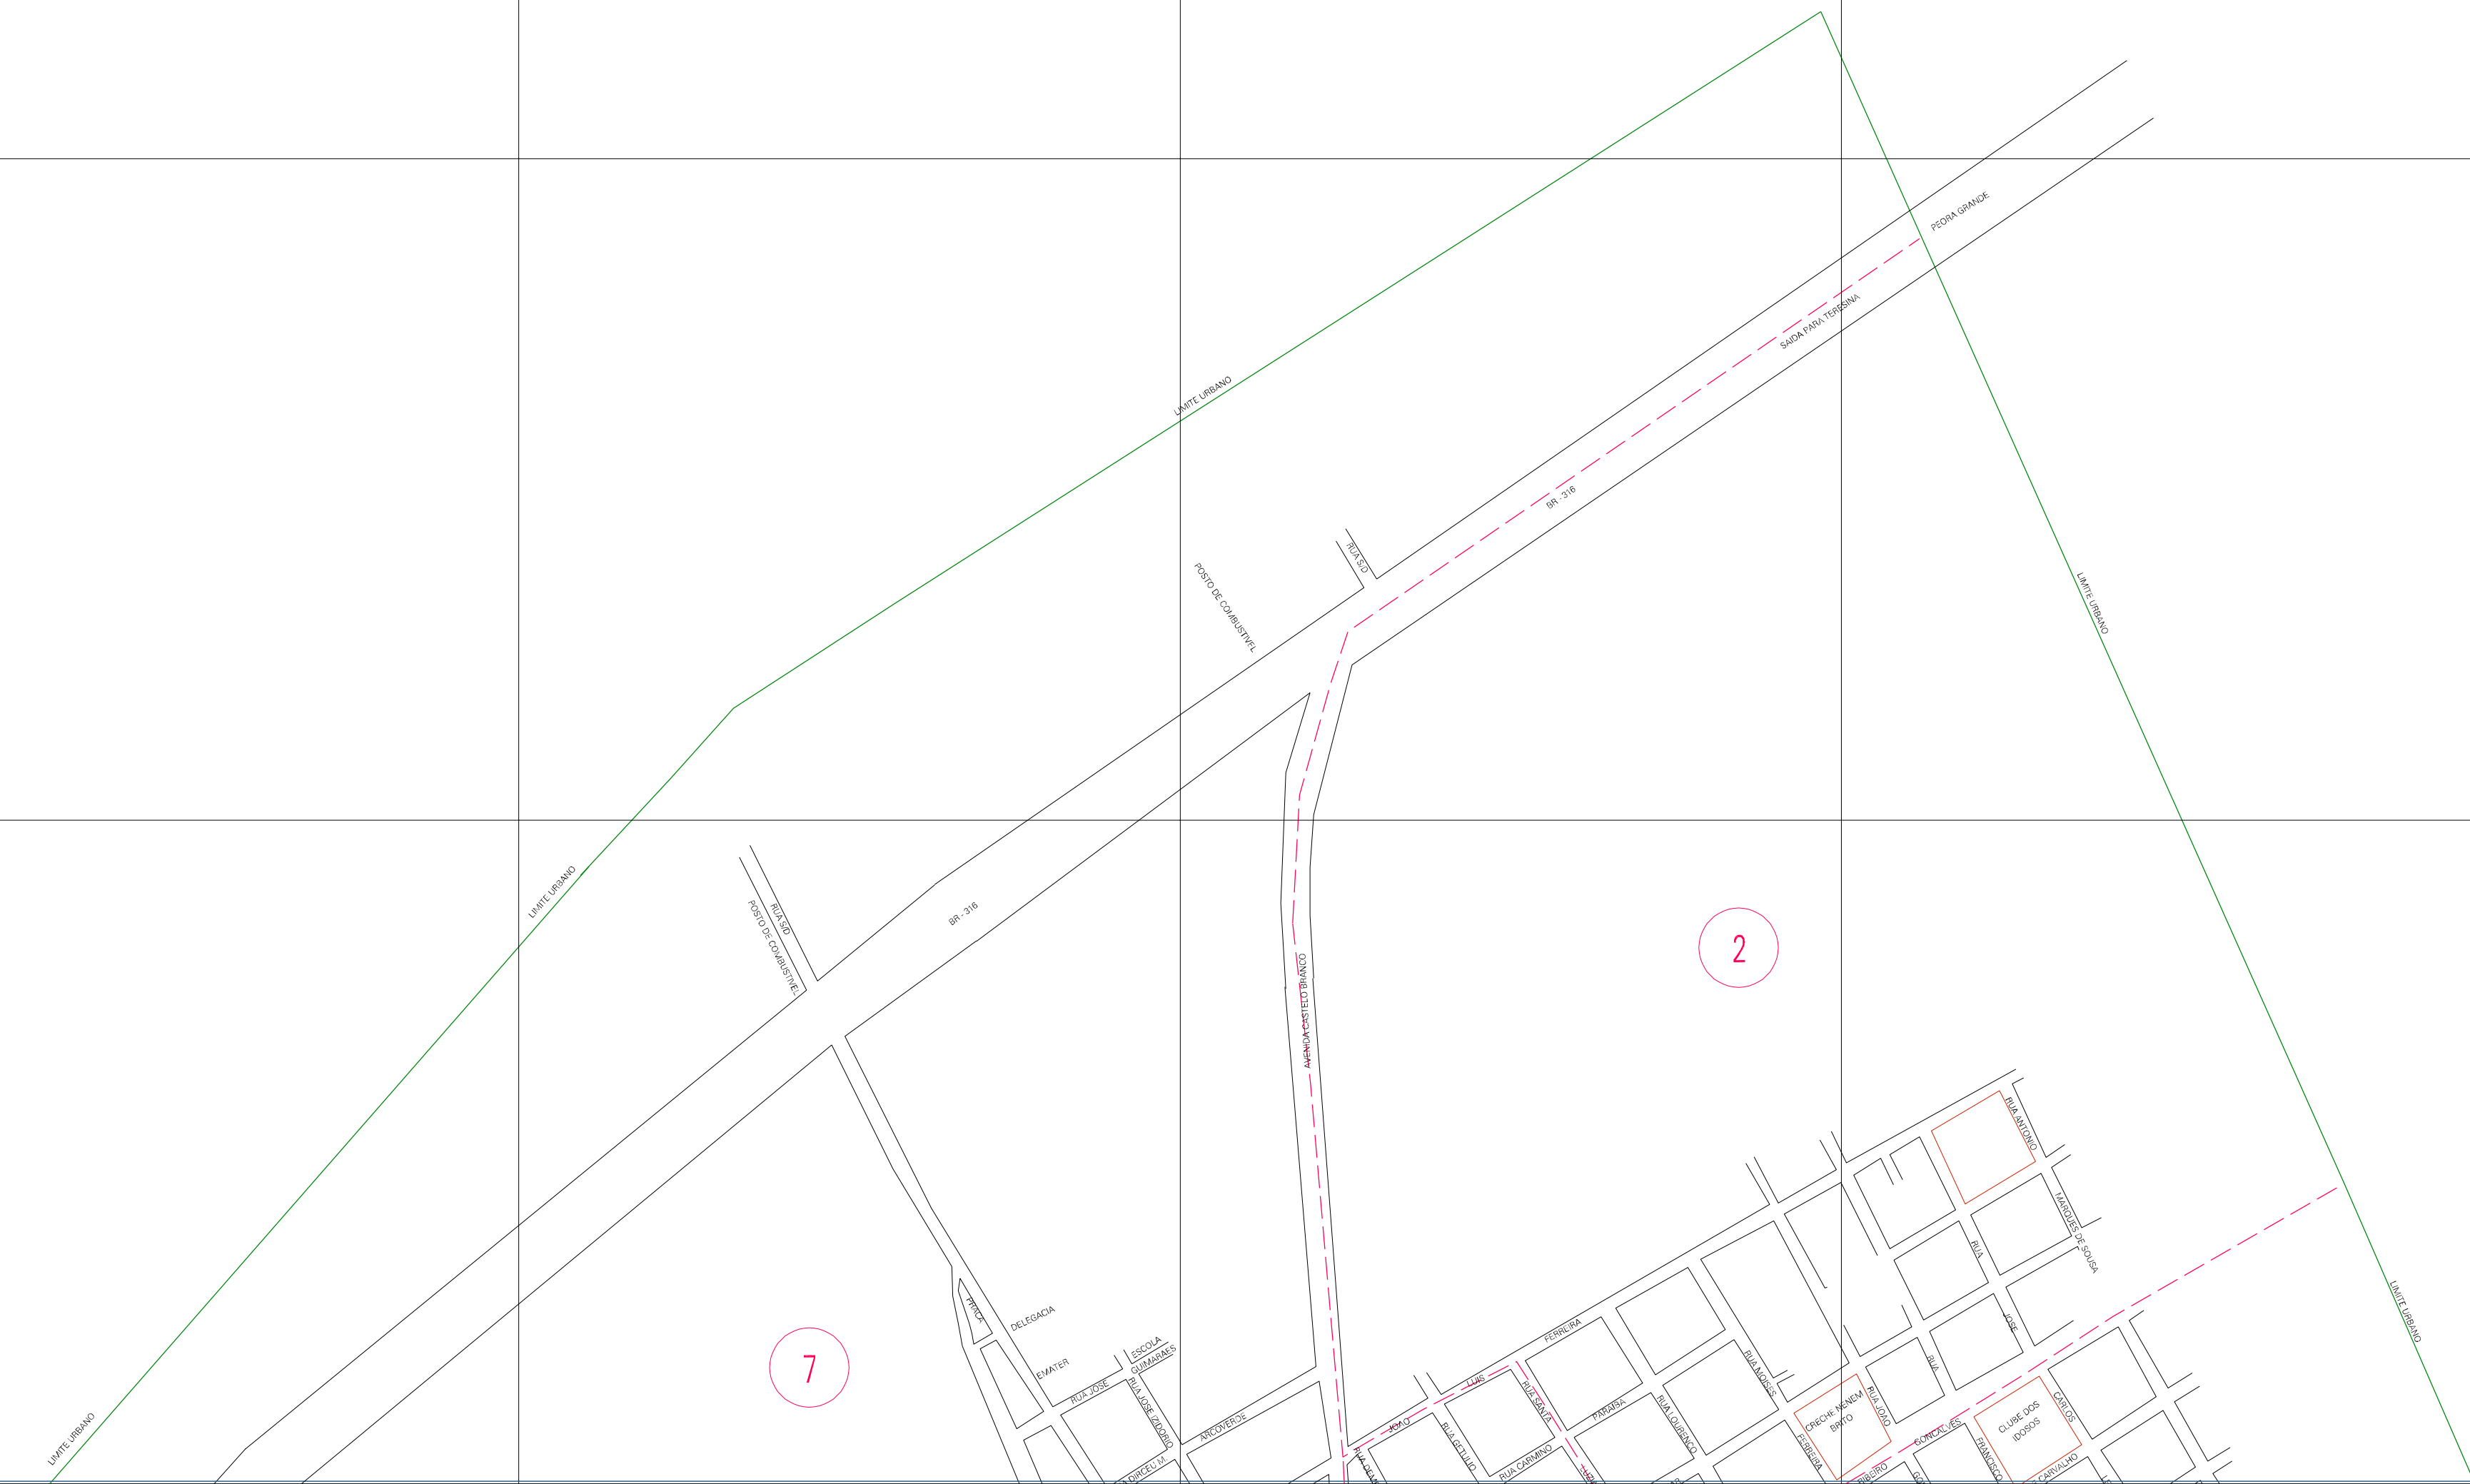 PEORA GRANDE
SAIDA PARA TERESINA
LIMITE URBANO
BR - 316
RUA S/D
POSTO DE COMBUSTIVEL
LIMITE URBANO
LIMITE URBANO
RUA S/D
POSTO DE COMBUSTIVEL
BR - 316
2
AVENIDA CASTELO BRANCO
RUA ANTONIO
MARQUES DE SOUSA
RUA
JOSE
LIMITE URBANO
PRACA
DELEGACIA
7
EMATER
ESCOLA
GUIMARAES
RUA JOSE
RUA JOSE IZIDORIO
ARCOVERDE
DIRCEU M.
FERREIRA
LUIS
JOAO
RUA SANTA
LUZIA
PARAIBA
RUA GETULIO
RUA CARMINO
RUA LOURENCO
RUA MOISES
FERREIRA
CRECHE NENEM
BRITO
RUA JOAO
RUA
GONCALVES
RIBEIRO
FRANCISCO
CLUBE DOS
IDOSOS
CARLOS
CARVALHO
LIMITE URBANO